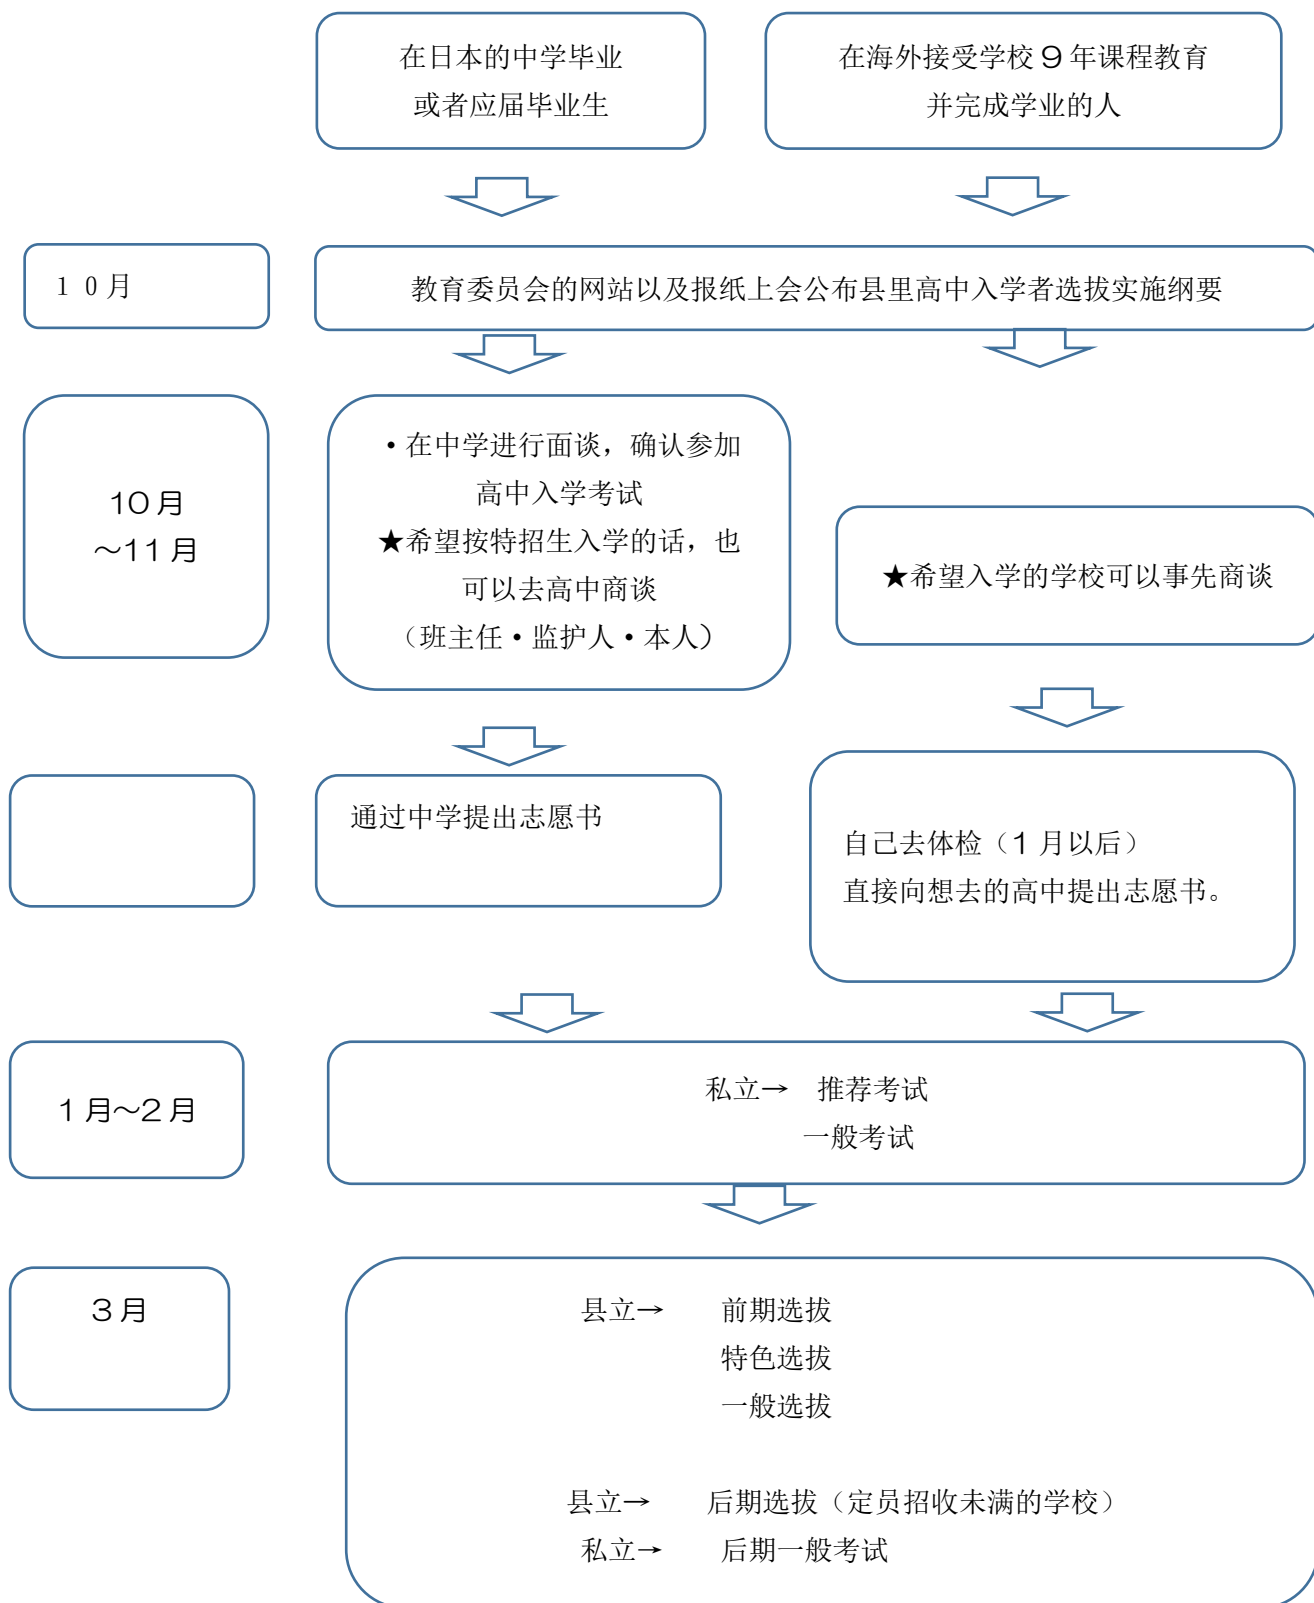 在日本的中学毕业
或者应届毕业生
在海外接受学校9年课程教育
并完成学业的人
10月
教育委员会的网站以及报纸上会公布县里高中入学者选拔实施纲要
10月
～11月
•在中学进行面谈，确认参加
高中入学考试
★希望按特招生入学的话，也
可以去高中商谈
（班主任•监护人•本人）
★希望入学的学校可以事先商谈
通过中学提出志愿书
自己去体检（1月以后）
直接向想去的高中提出志愿书。
1月～2月
私立→ 推荐考试
一般考试
3月
县立→ 前期选拔
特色选拔
一般选拔
县立→ 后期选拔（定员招收未满的学校）
私立→ 后期一般考试